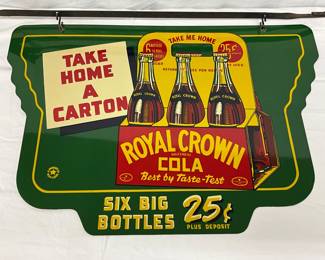 TAKE
HOME
A
CARTON
TAKE ME HOME
25¢
ROYAL CROWN
COLA
Best by Taste-Test
SIX BIG
BOTTLES
25¢
PLUS DEPOSIT